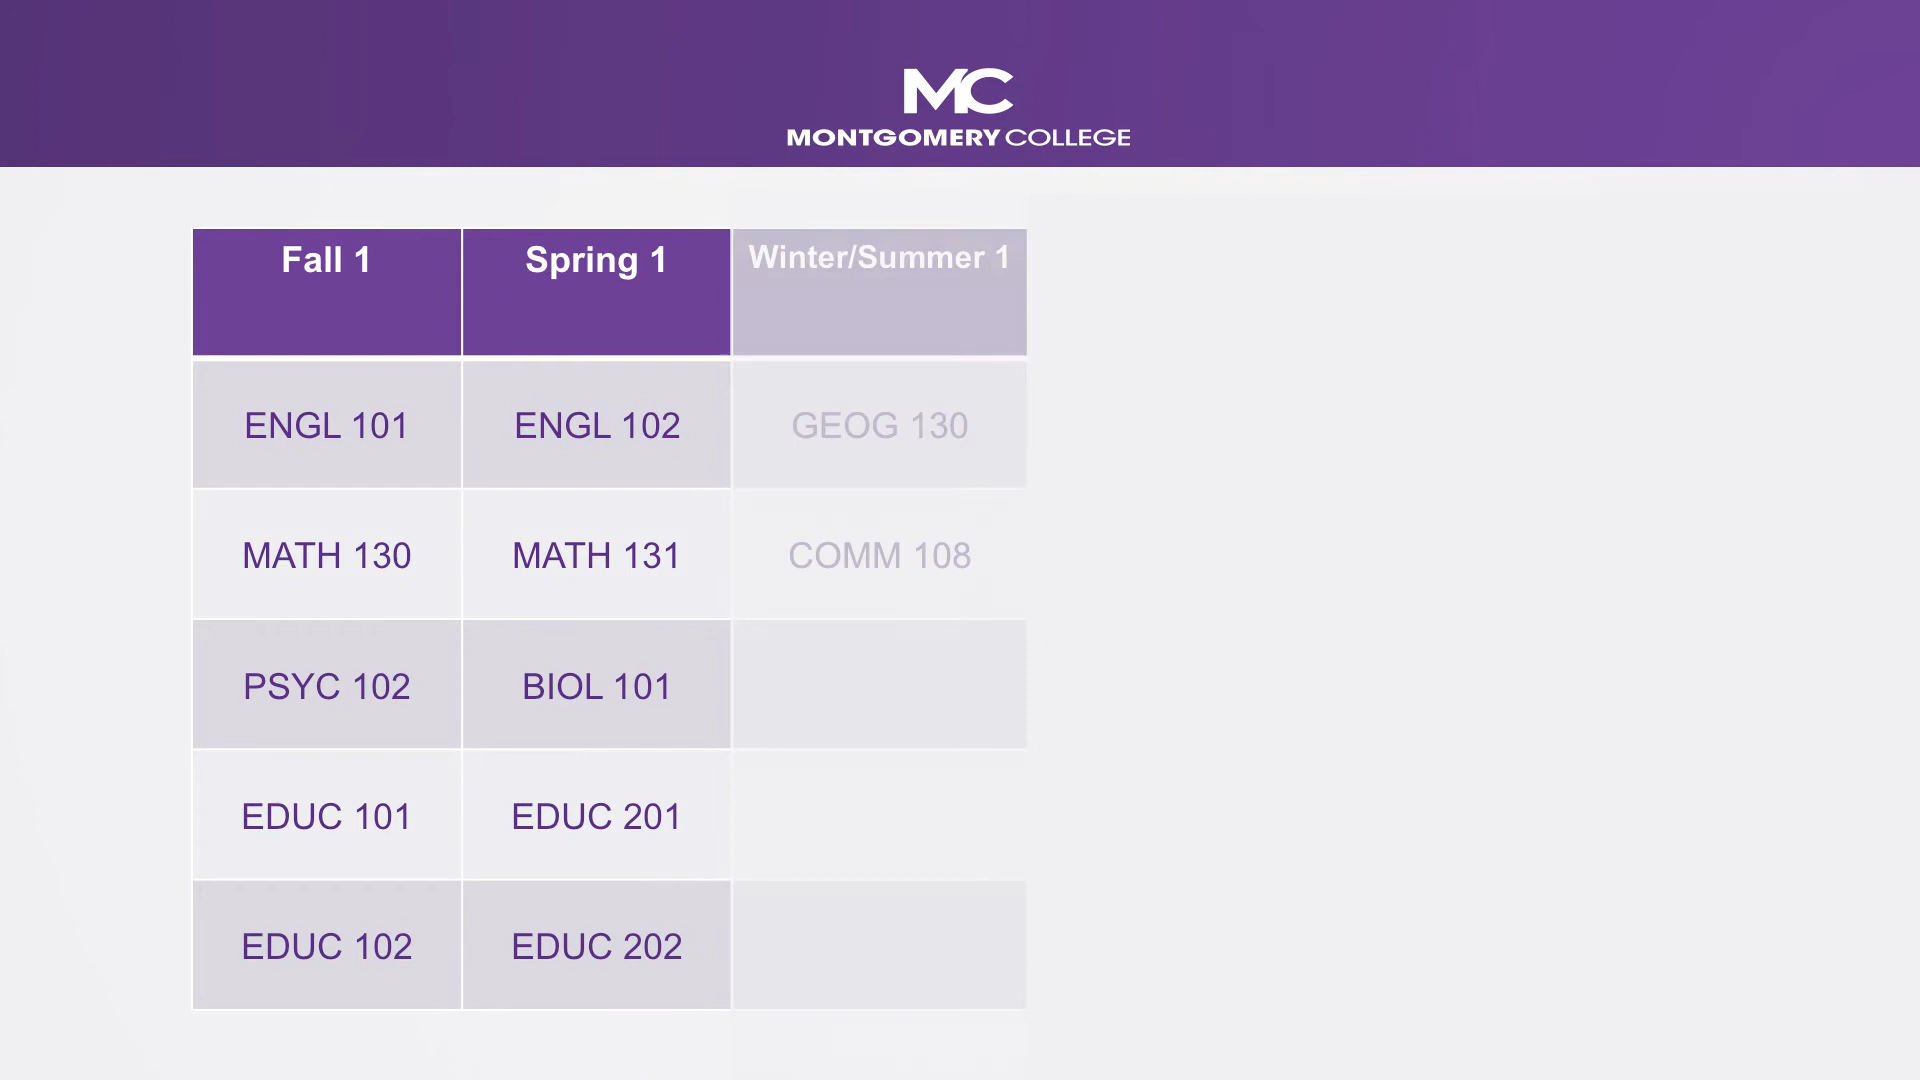 MC
MONTGOMERY COLLEGE
Fall 1 Spring 1 Winter/Summer 1
ENGL 101 ENGL 102 GEOG 130
MATH 130 MATH 131 COMM 108
PSYC 102 BIOL 101
EDUC 101 EDUC 201
EDUC 102 EDUC 202